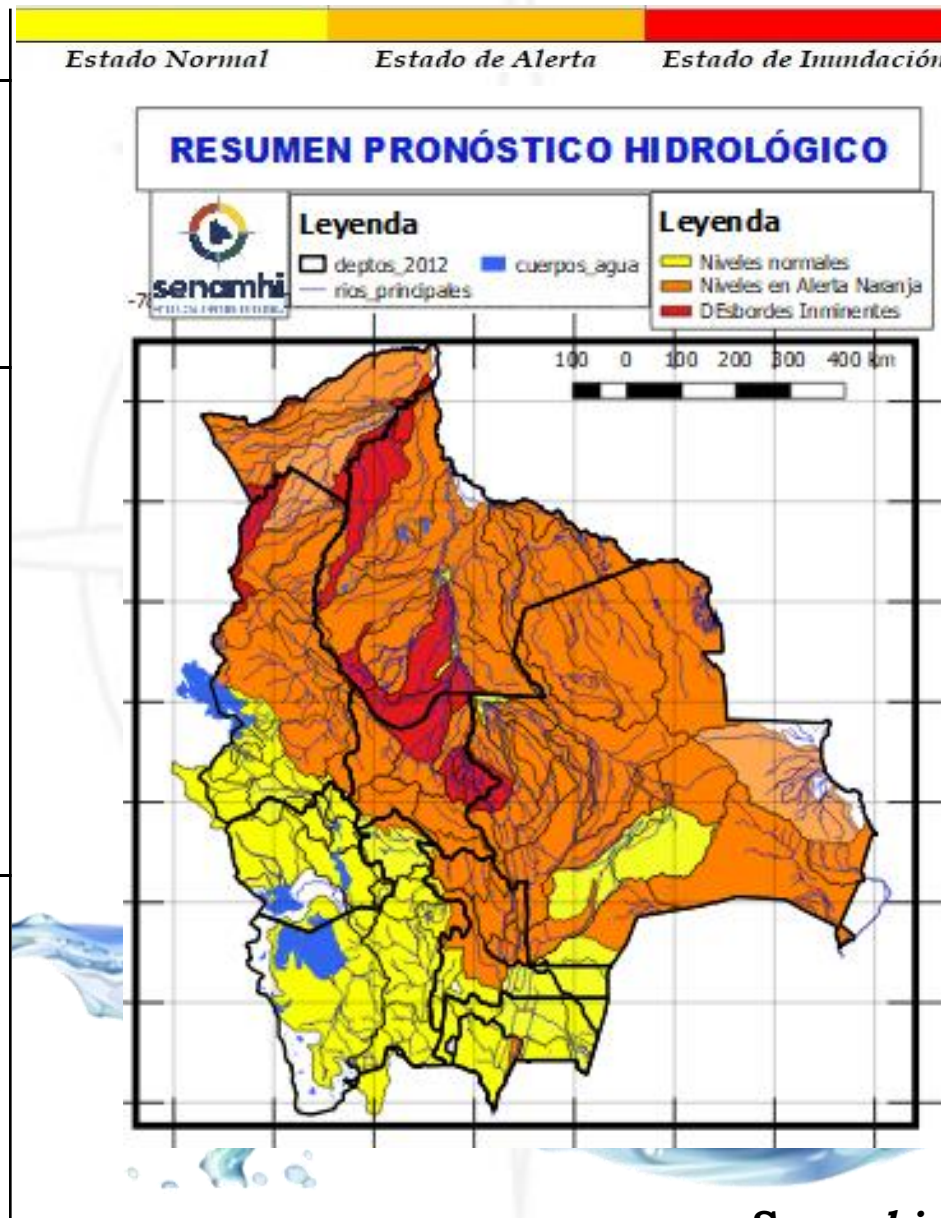 Estado Normal Estado de Alerta Estado de Inundación
RESUMEN PRONÓSTICO HIDROLÓGICO
senamhi
Leyenda
deptos_2012 cuerpos_agua
rios_principales
Leyenda
Niveles normales
Niveles en Alerta Naranja
DEsbordes Inminentes
100 0 100 200 300 400 km